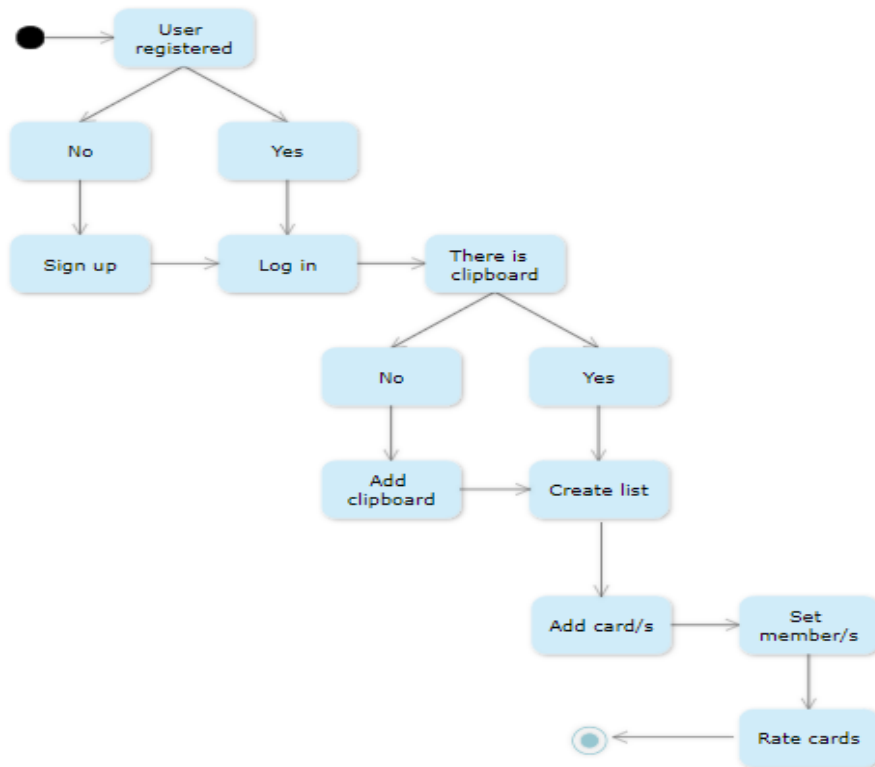 User
registered
No
Yes
Sign up
Log in
There is
clipboard
No
Yes
Add
clipboard
Create list
Add card/s
Set
member/s
Rate cards